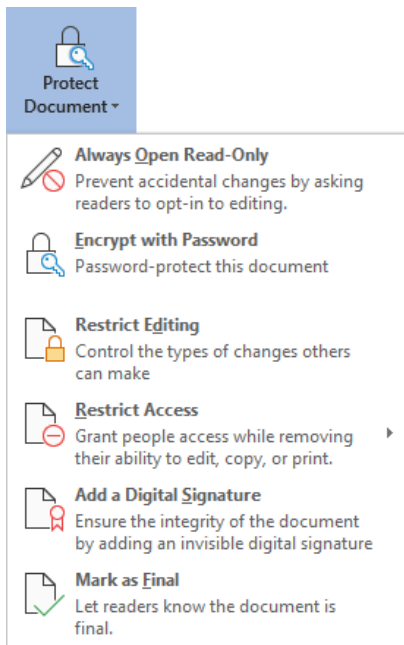 Protect
Document
Always Open Read-Only
Prevent accidental changes by asking
readers to opt-in to editing.
Encrypt with Password
Password-protect this document
Restrict Editing
Control the types of changes others
can make
Restrict Access
Grant people access while removing
their ability to edit, copy, or print.
Add a Digital Signature
Ensure the integrity of the document
by adding an invisible digital signature
Mark as Final
Let readers know the document is
final.